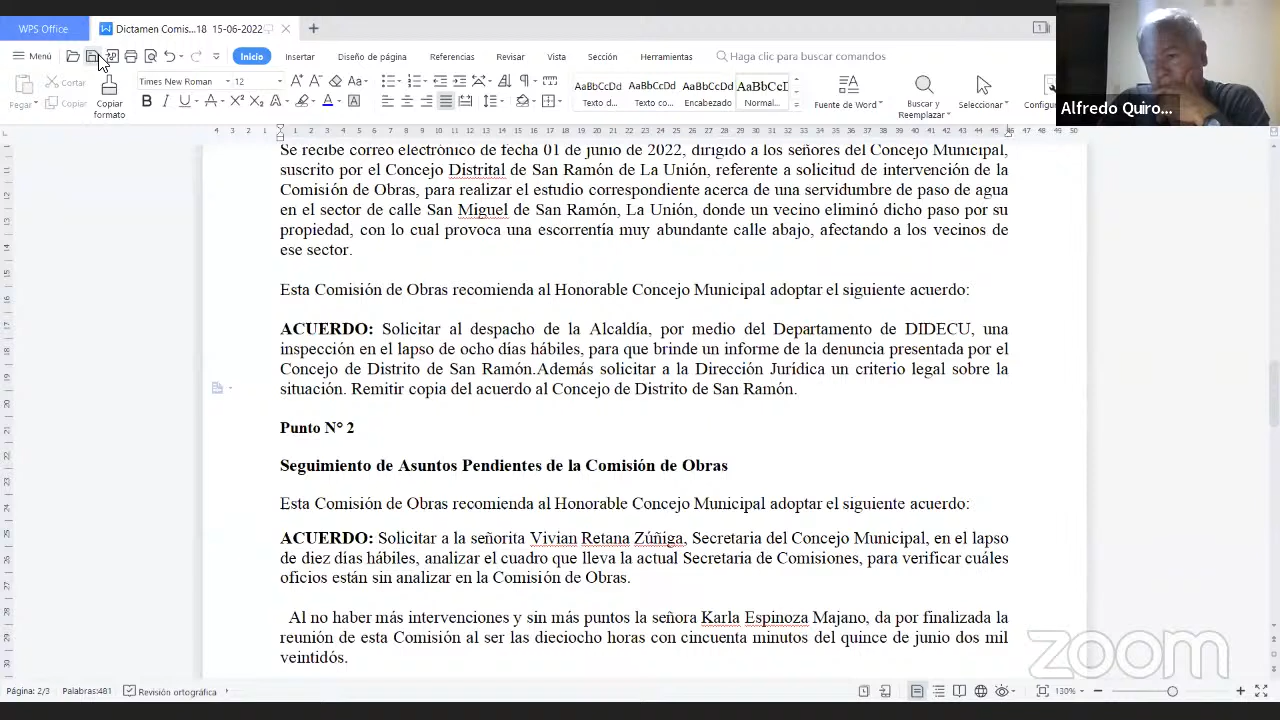 WPS Office
Dictamen Comis...18 15-06-2022
Menú
Inicio
Insertar
Diseño de página
Referencias
Revisar
Vista
Sección
Herramientas
Haga clic para buscar comandos
Pegar
Cortar
Copiar
Copiar formato
Times New Roman
12
AaBbCcDd
Texto d...
AaBbCcDd
Texto co...
AaBbCcDd
Encabezado
Normal...
Fuente de Word
Buscar y Reemplazar
Seleccionar
Alfredo Quiro...
Se recibe correo electrónico de fecha 01 de junio de 2022, dirigido a los señores del Concejo Municipal,
suscrito por el Concejo Distrital de San Ramón de La Unión, referente a solicitud de intervención de la
Comisión de Obras, para realizar el estudio correspondiente acerca de una servidumbre de paso de agua
en el sector de calle San Miguel de San Ramón, La Unión, donde un vecino eliminó dicho paso por su
propiedad, con lo cual provoca una escorrentía muy abundante calle abajo, afectando a los vecinos de
ese sector.
Esta Comisión de Obras recomienda al Honorable Concejo Municipal adoptar el siguiente acuerdo:
ACUERDO: Solicitar al despacho de la Alcaldía, por medio del Departamento de DIDECU, una
inspección en el lapso de ocho días hábiles, para que brinde un informe de la denuncia presentada por el
Concejo de Distrito de San Ramón.Además solicitar a la Dirección Jurídica un criterio legal sobre la
situación. Remitir copia del acuerdo al Concejo de Distrito de San Ramón.
Punto N° 2
Seguimiento de Asuntos Pendientes de la Comisión de Obras
Esta Comisión de Obras recomienda al Honorable Concejo Municipal adoptar el siguiente acuerdo:
ACUERDO: Solicitar a la señorita Vivian Retana Zúñiga, Secretaria del Concejo Municipal, en el lapso
de diez días hábiles, analizar el cuadro que lleva la actual Secretaria de Comisiones, para verificar cuáles
oficios están sin analizar en la Comisión de Obras.
Al no haber más intervenciones y sin más puntos la señora Karla Espinoza Majano, da por finalizada la
reunión de esta Comisión al ser las dieciocho horas con cincuenta minutos del quince de junio dos mil
veintidós.
zoom
Página: 2/3
Palabras:481
Revisión ortográfica
130%